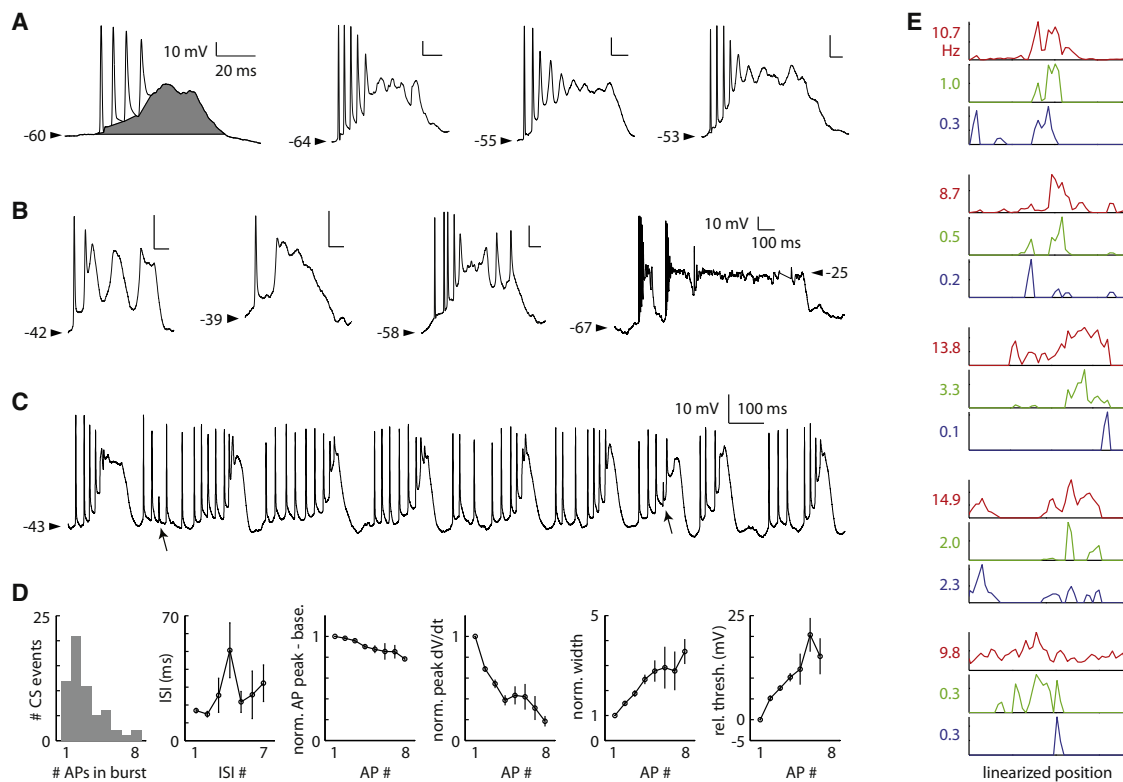 A
10 mV
20 ms
-60
-64
-55
-53
B
10 mV
100 ms
-42
-39
-58
-67
-25
C
10 mV
100 ms
-43
D
25
0
# CS events
1
8
# APs in burst
70
0
ISI (ms)
1
7
ISI #
norm. AP peak - base.
1
0
1
8
AP #
norm. peak dV/dt
1
0
1
8
AP #
norm. width
5
1
0
1
8
AP #
rel. thresh. (mV)
25
0
-5
1
8
AP #
E
10.7
Hz
1.0
0.3
8.7
0.5
0.2
13.8
3.3
0.1
14.9
2.0
2.3
9.8
0.3
0.3
linearized position